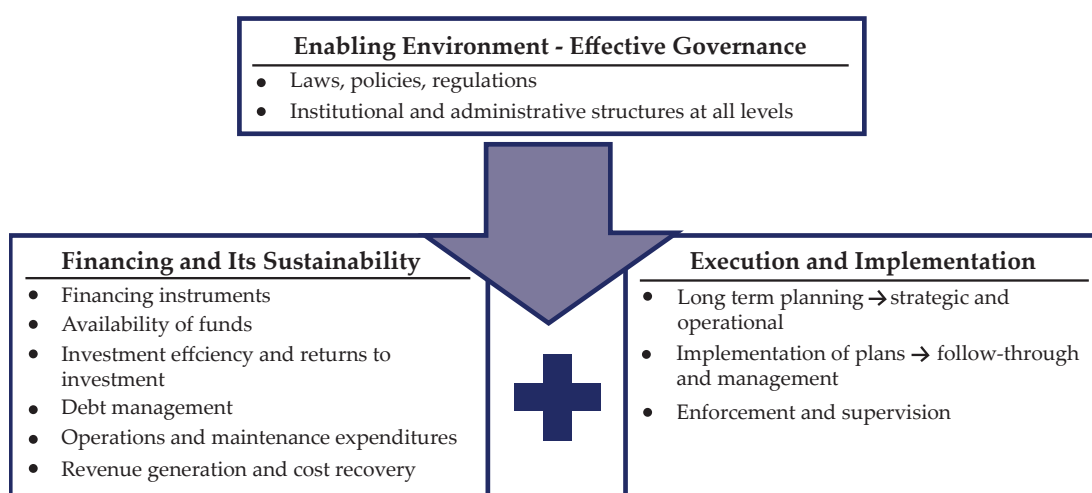 Enabling Environment - Effective Governance
• Laws, policies, regulations
• Institutional and administrative structures at all levels
Financing and Its Sustainability
• Financing instruments
• Availability of funds
• Investment effciency and returns to
investment
• Debt management
• Operations and maintenance expenditures
• Revenue generation and cost recovery
Execution and Implementation
• Long term planning → strategic and
operational
• Implementation of plans → follow-through
and management
• Enforcement and supervision